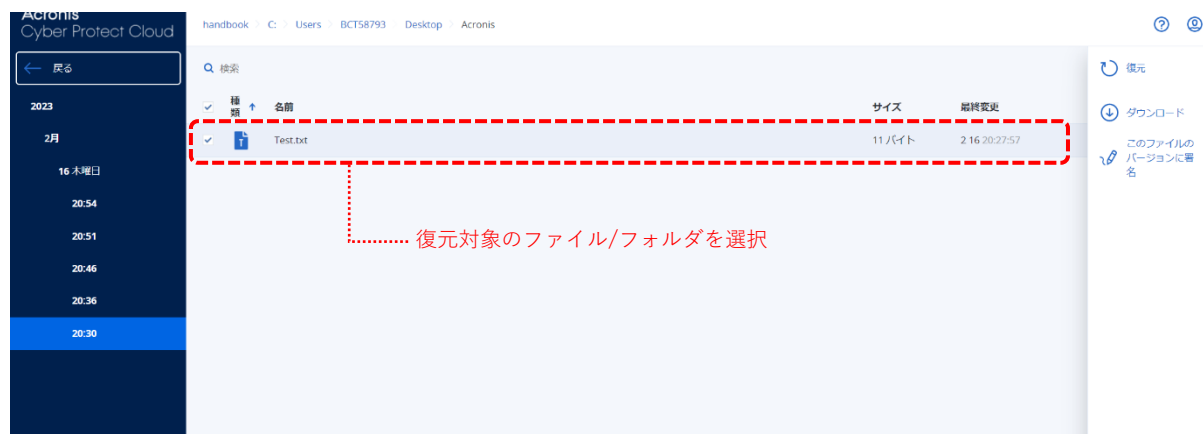 Acronis
Cyber Protect Cloud
handbook C: Users BCT58793 Desktop Acronis
戻る
検索
復元
2023
種類 名前 サイズ 最終変更
ダウンロード
2月
Test.txt 11 バイト 2 16 20:27:57
このファイルの
バージョンに署
名
16 木曜日
20:54
復元対象のファイル/フォルダを選択
20:51
20:46
20:36
20:30